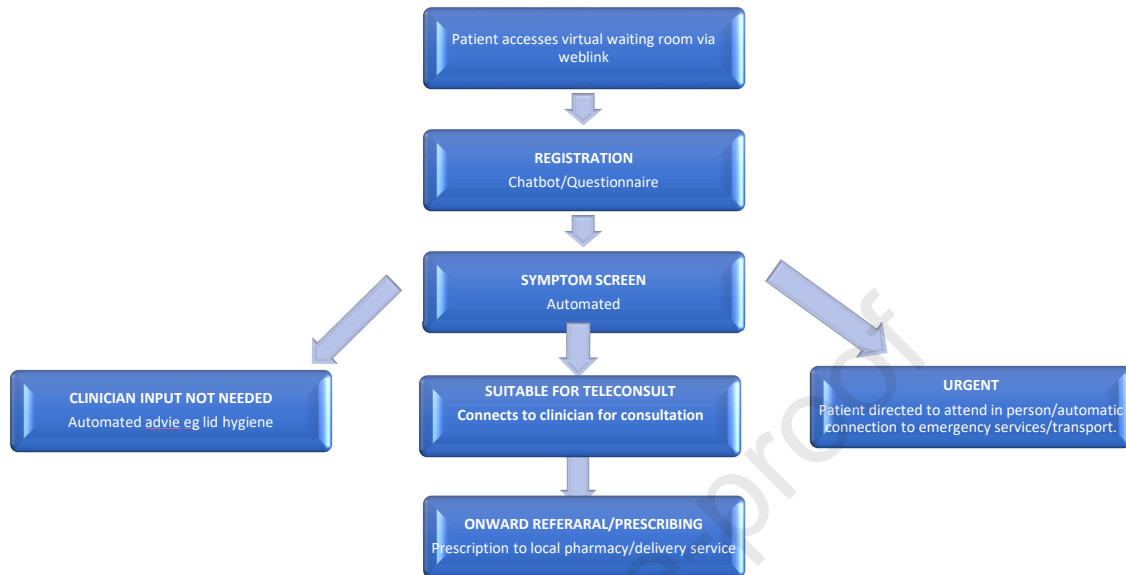 Patient accesses virtual waiting room via
weblink
REGISTRATION
Chatbot/Questionnaire
SYMPTOM SCREEN
Automated
CLINICIAN INPUT NOT NEEDED
Automated advie eg lid hygiene
SUITABLE FOR TELECONSULT
Connects to clinician for consultation
URGENT
Patient directed to attend in person/automatic
connection to emergency services/transport.
ONWARD REFERARAL/PRESCRIBING
Prescription to local pharmacy/delivery service
-proof